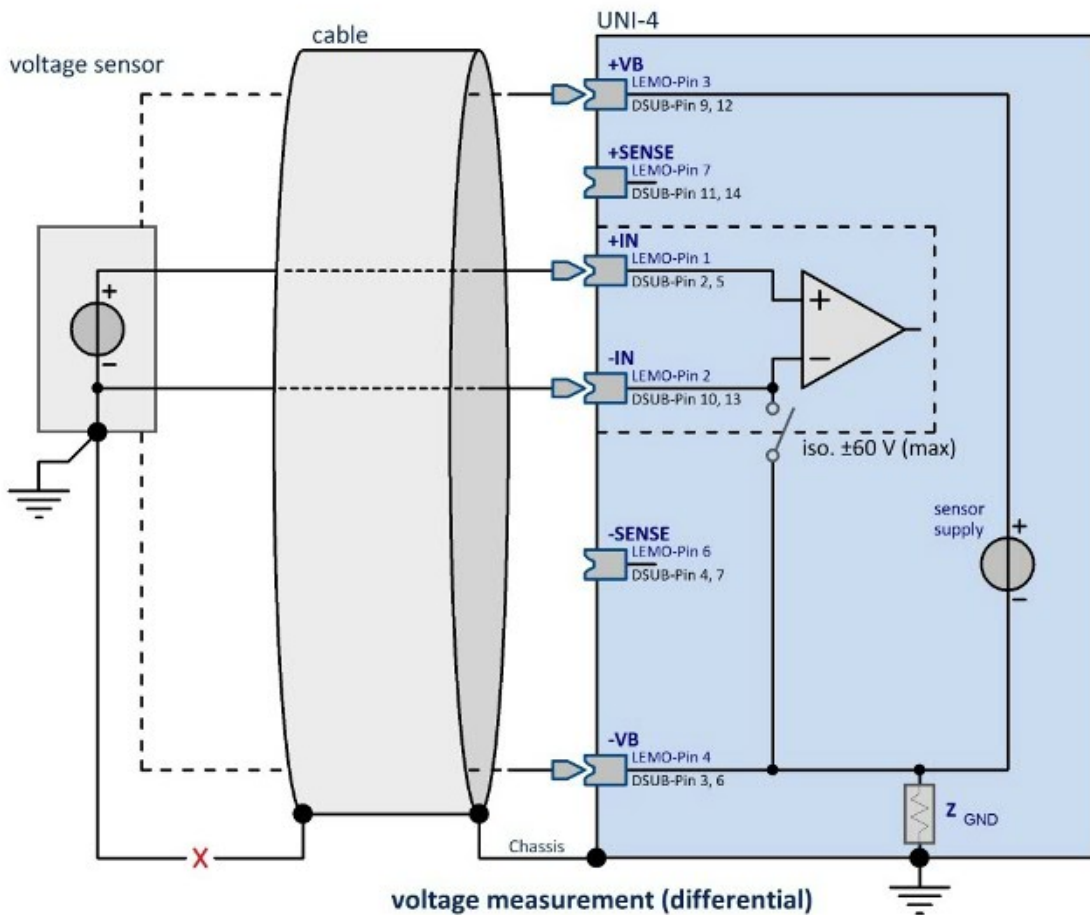 UNI-4
cable
voltage sensor
+VB
LEMO-Pin 3
DSUB-Pin 9, 12
+SENSE
LEMO-Pin 7
DSUB-Pin 11, 14
+IN
LEMO-Pin 1
DSUB-Pin 2, 5
+
+
−
−
-IN
LEMO-Pin 2
DSUB-Pin 10, 13
iso. ±60 V (max)
-SENSE
LEMO-Pin 6
DSUB-Pin 4, 7
sensor
supply
+
−
-VB
LEMO-Pin 4
DSUB-Pin 3, 6
Z GND
X
Chassis
voltage measurement (differential)